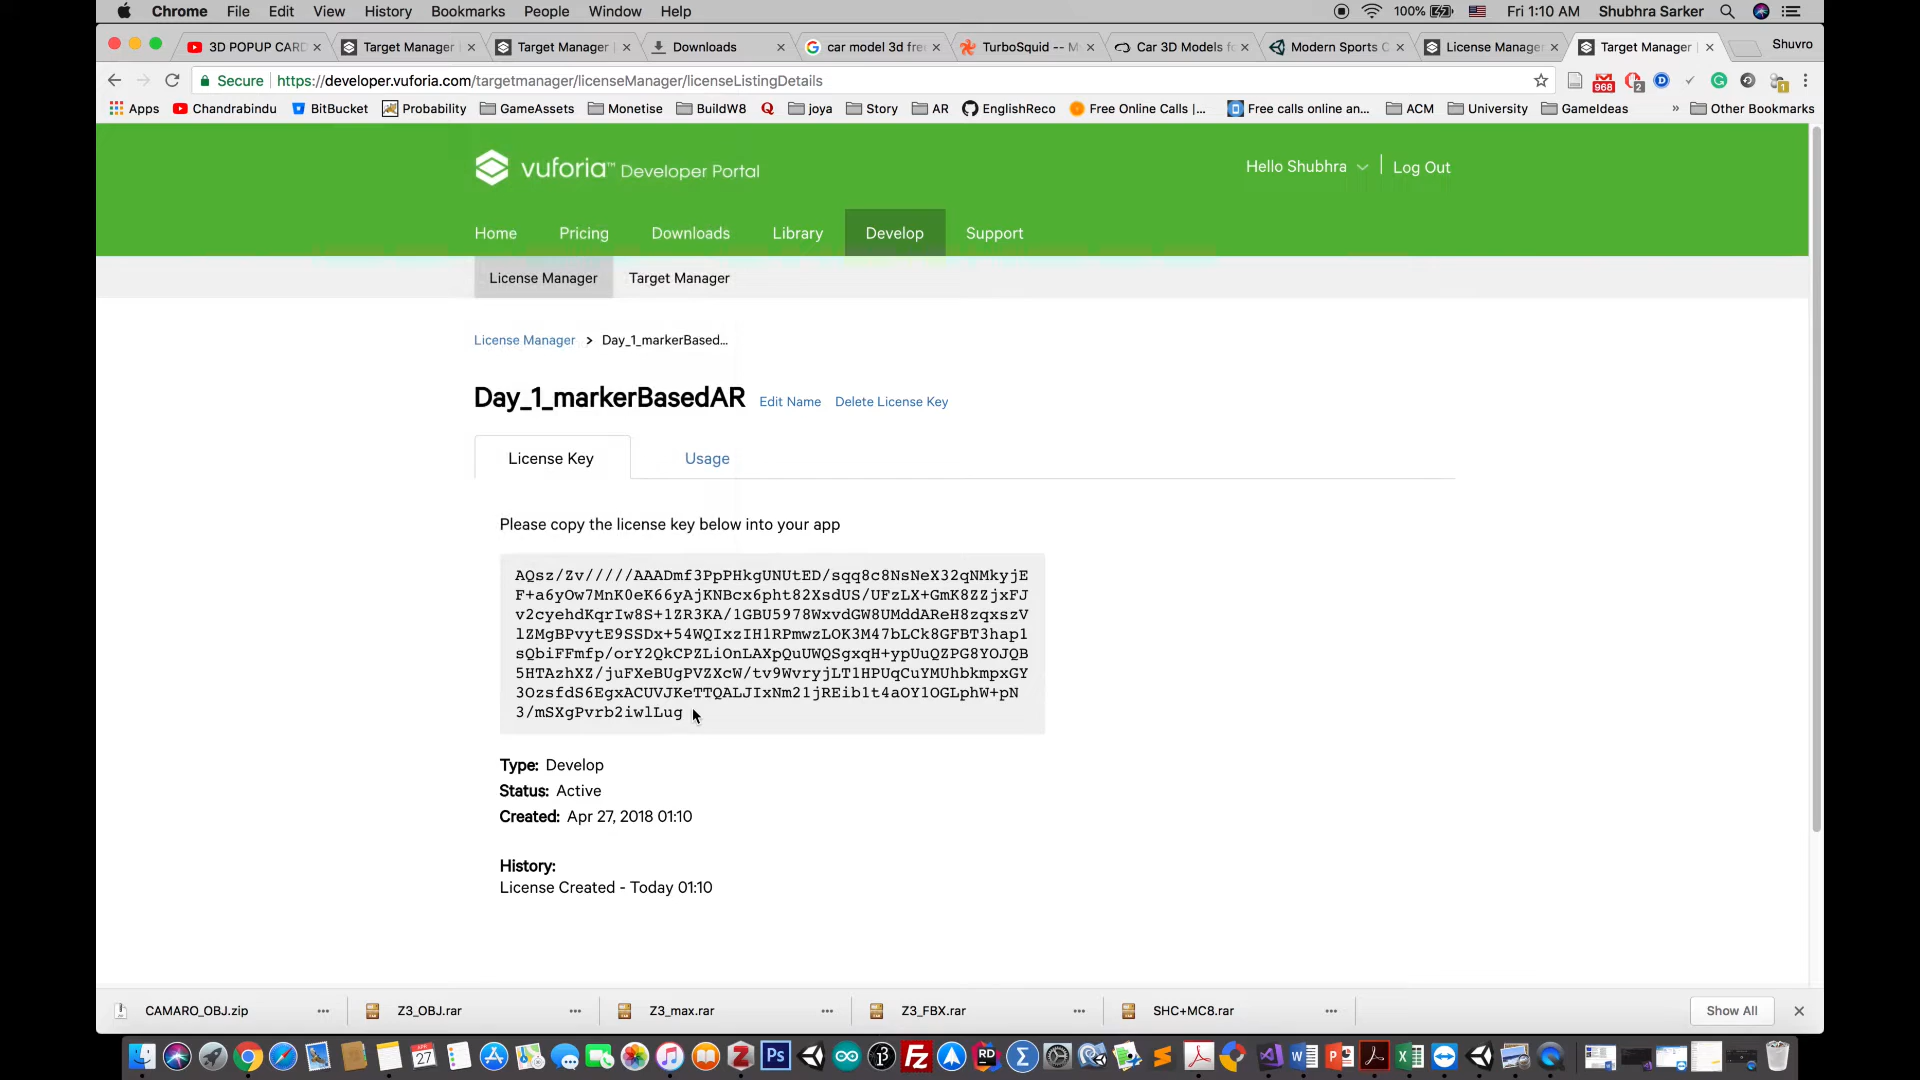 Chrome File Edit View History Bookmarks People Window Help 100% Fri 1:10 AM Shubhra Sarker
3D POPUP CARD Target Manager Target Manager Downloads car model 3d fre TurboSquid -- M Car 3D Models fo Modern Sports C License Manage Target Manager Shuvro
Secure https://developer.vuforia.com/targetmanager/licenseManager/licenseListingDetails 968 2 1
Apps Chandrabindu BitBucket Probability GameAssets Monetise BuildW8 joya Story AR EnglishReco Free Online Calls |... Free calls online an... ACM University GameIdeas » Other Bookmarks
vuforia™ Developer Portal Hello Shubhra Log Out
Home Pricing Downloads Library Develop Support
License Manager Target Manager
License Manager > Day_1_markerBased...
Day_1_markerBasedAR Edit Name Delete License Key
License Key Usage
Please copy the license key below into your app
AQsz/Zv/////AAADmf3PpPHkgUNUtED/sqq8c8NsNeX32qNMkyjE
F+a6yOw7MnK0eK66yAjKNBcx6pht82XsdUS/UFzLX+GmK8ZZjxFJ
v2cyehdKqrIw8S+1ZR3KA/1GBU5978WxvdGW8UMddAReH8zqxszV
lZMgBPvytE9SSDx+54WQIxzIH1RPmwzLOK3M47bLCk8GFBT3hap1
sQbiFFmfp/orY2QkCPZLiOnLAXpQuUWQSgxqH+ypUuQZPG8YOJQB
5HTAzhXZ/juFXeBUgPVZXcW/tv9WvryjLT1HPUqCuYMUhbkmpxGY
3OzsfdS6EgxACUVJKeTTQALJIxNm21jREib1t4aOY1OGLphW+pN
3/mSXgPvrb2iwlLug
Type: Develop
Status: Active
Created: Apr 27, 2018 01:10
History:
License Created - Today 01:10
CAMARO_OBJ.zip Z3_OBJ.rar Z3_max.rar Z3_FBX.rar SHC+MC8.rar Show All